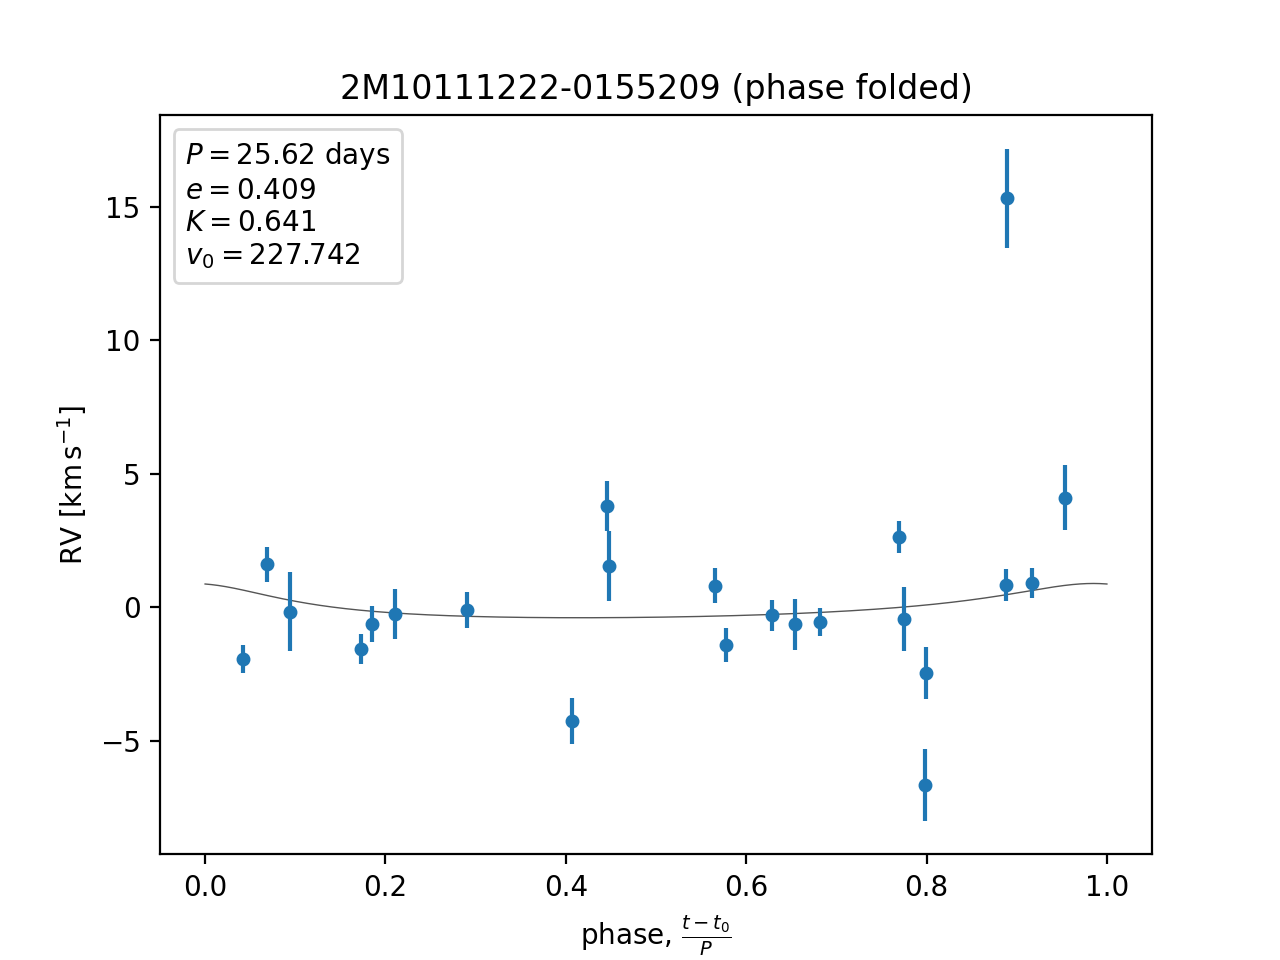 2M10111222-0155209 (phase folded)
P = 25.62 days
e = 0.409
K = 0.641
v₀ = 227.742
15
10
5
0
−5
RV [km s⁻¹]
0.0 0.2 0.4 0.6 0.8 1.0
phase, (t − t₀)/P